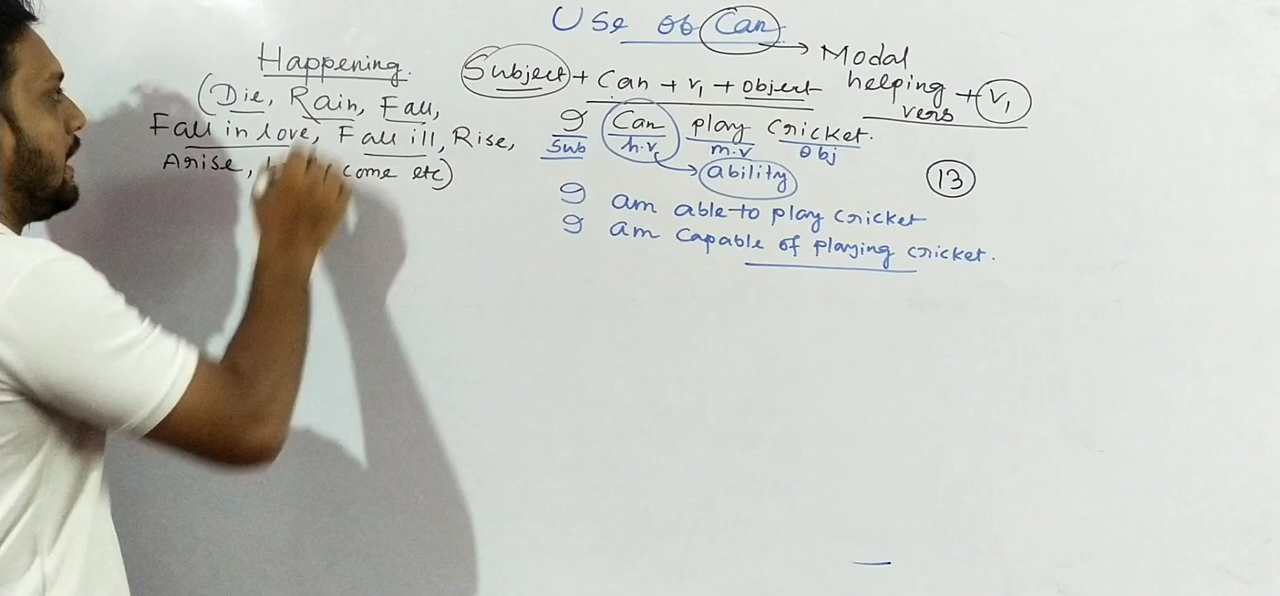 Use of Can
Modal
helping
vers
+ V₁
Happening
(Die, Rain, Fall,
Fall in love, Fall ill, Rise,
Arise, come etc)
Subject + Can + V₁ + object
I Can play cricket.
Sub h.v. m.v obj
ability
13
I am able to play cricket
I am capable of playing cricket.